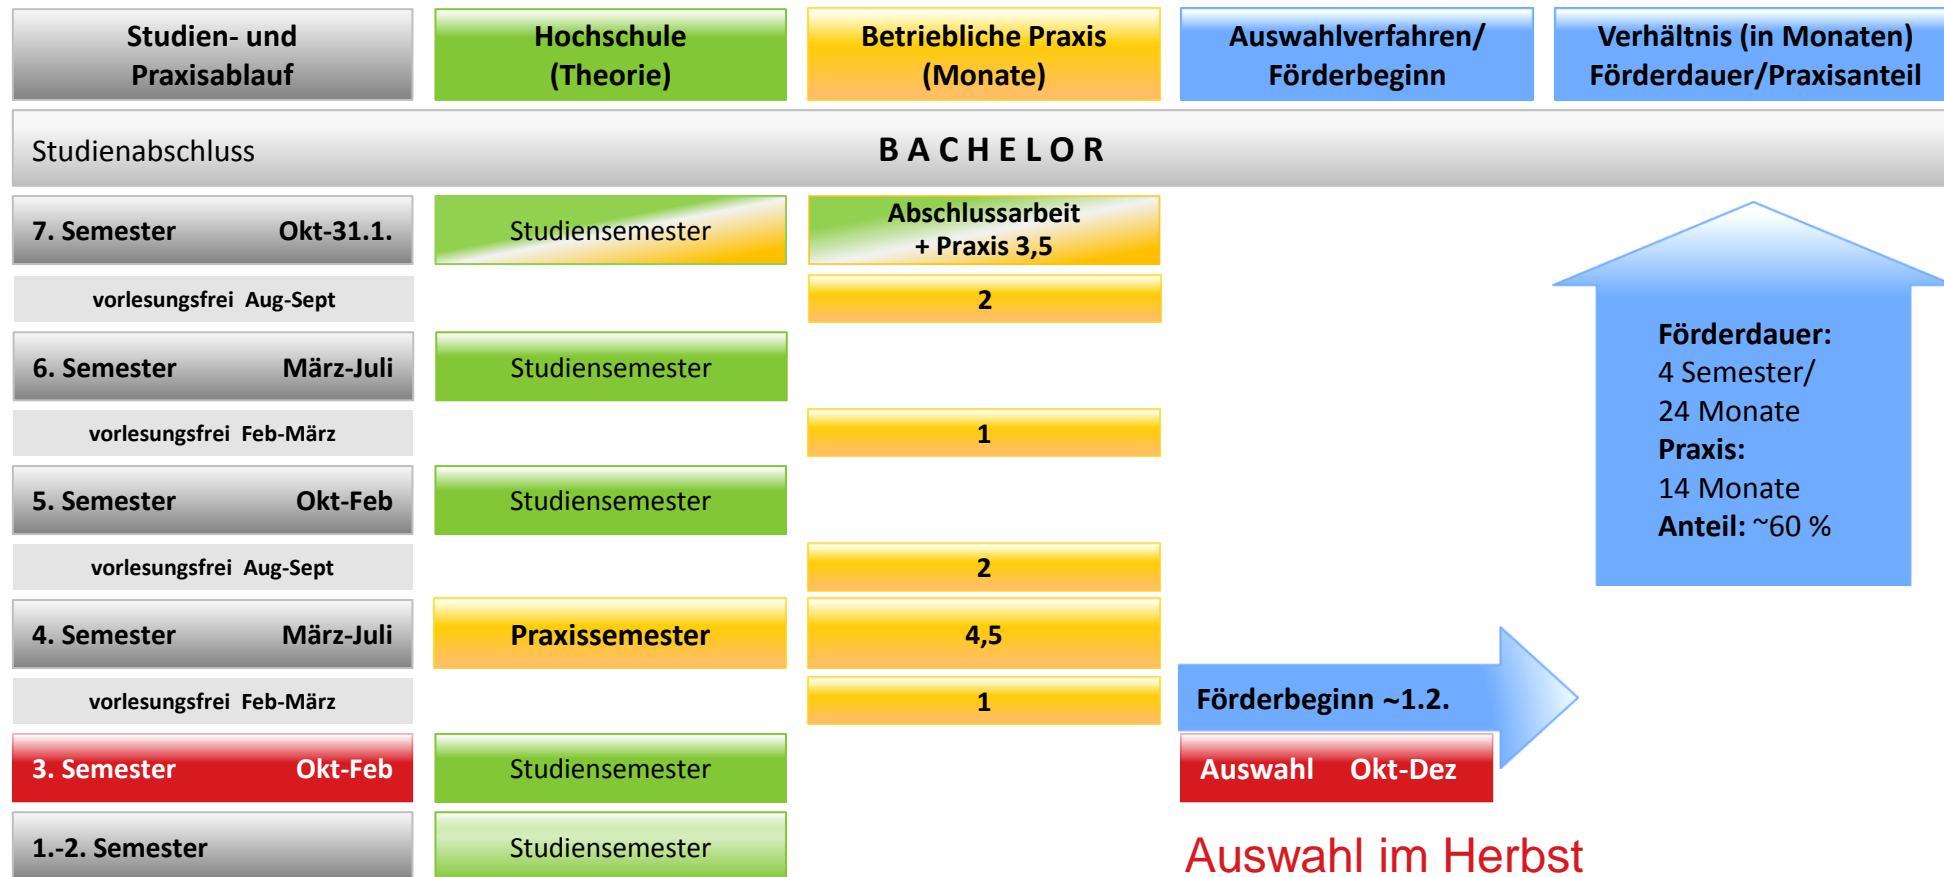 Studien- und
Praxisablauf
Hochschule
(Theorie)
Betriebliche Praxis
(Monate)
Auswahlverfahren/
Förderbeginn
Verhältnis (in Monaten)
Förderdauer/Praxisanteil
Studienabschluss
B A C H E L O R
7. Semester Okt-31.1.
Studiensemester
Abschlussarbeit
+ Praxis 3,5
vorlesungsfrei Aug-Sept
2
6. Semester März-Juli
Studiensemester
vorlesungsfrei Feb-März
1
5. Semester Okt-Feb
Studiensemester
vorlesungsfrei Aug-Sept
2
4. Semester März-Juli
Praxissemester
4,5
vorlesungsfrei Feb-März
1
Förderbeginn ~1.2.
3. Semester Okt-Feb
Studiensemester
Auswahl Okt-Dez
1.-2. Semester
Studiensemester
Auswahl im Herbst
Förderdauer:
4 Semester/
24 Monate
Praxis:
14 Monate
Anteil: ~60 %